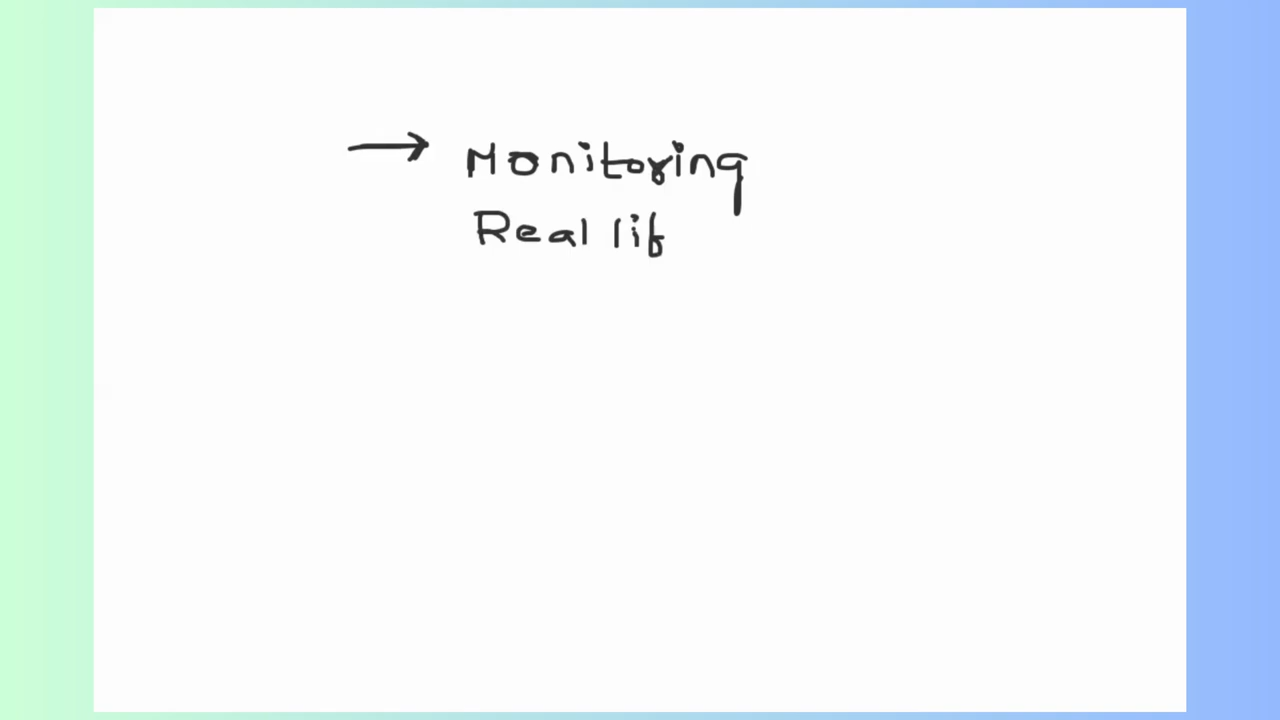 → Monitoring
Real lif